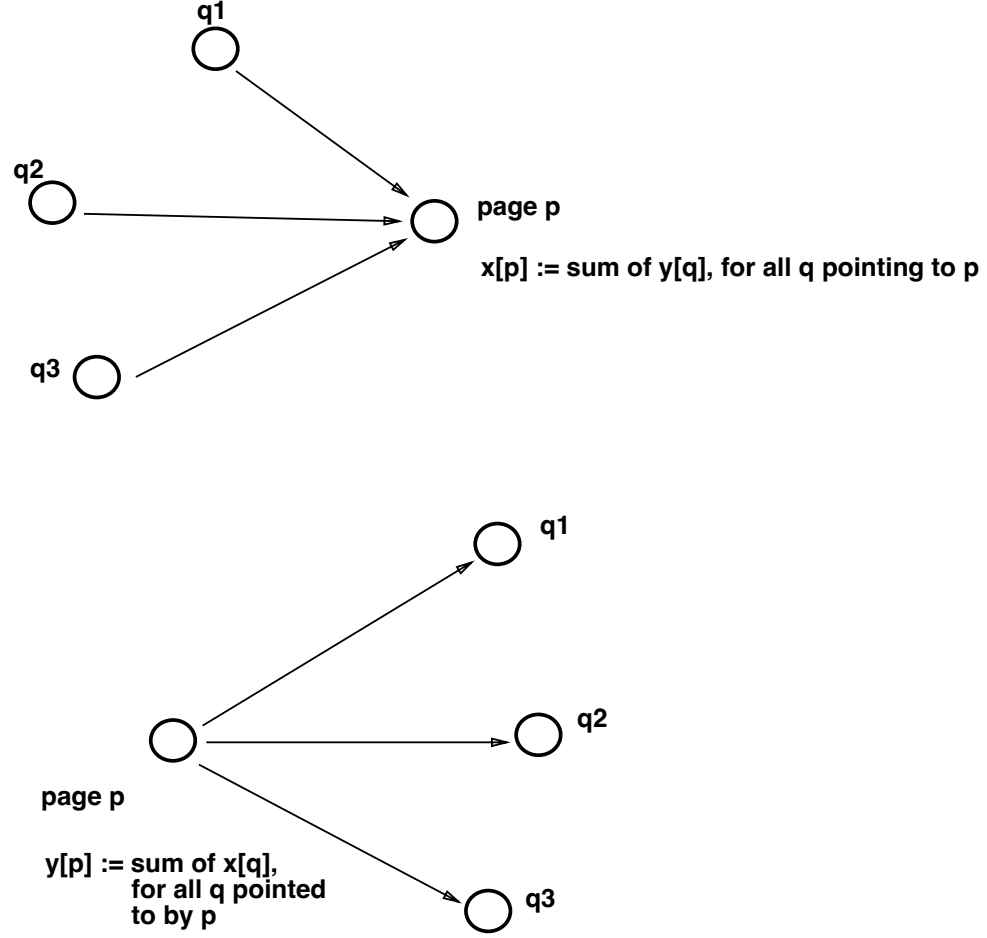 q1
q2
page p
x[p] := sum of y[q], for all q pointing to p
q3
q1
q2
page p
y[p] := sum of x[q],
for all q pointed
to by p
q3